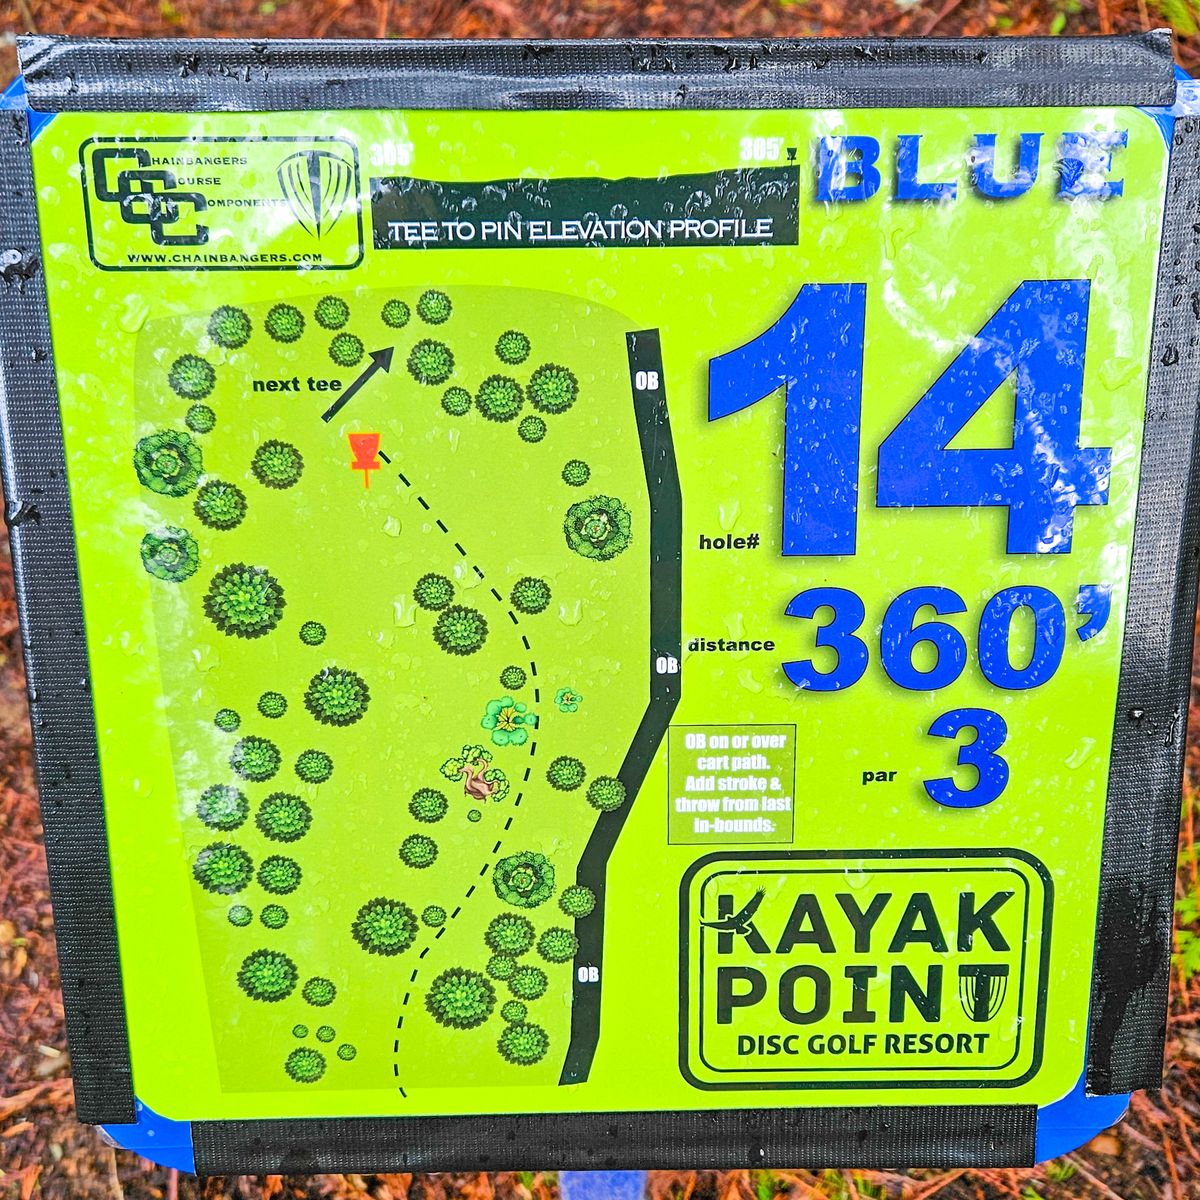 CHAINBANGERS
COURSE
COMPONENTS
WWW.CHAINBANGERS.COM
305'
305'
TEE TO PIN ELEVATION PROFILE
BLUE
14
hole#
next tee
OB
distance
360'
OB
OB on or over
cart path.
Add stroke &
throw from last
in-bounds.
par
3
OB
KAYAK
POINT
DISC GOLF RESORT